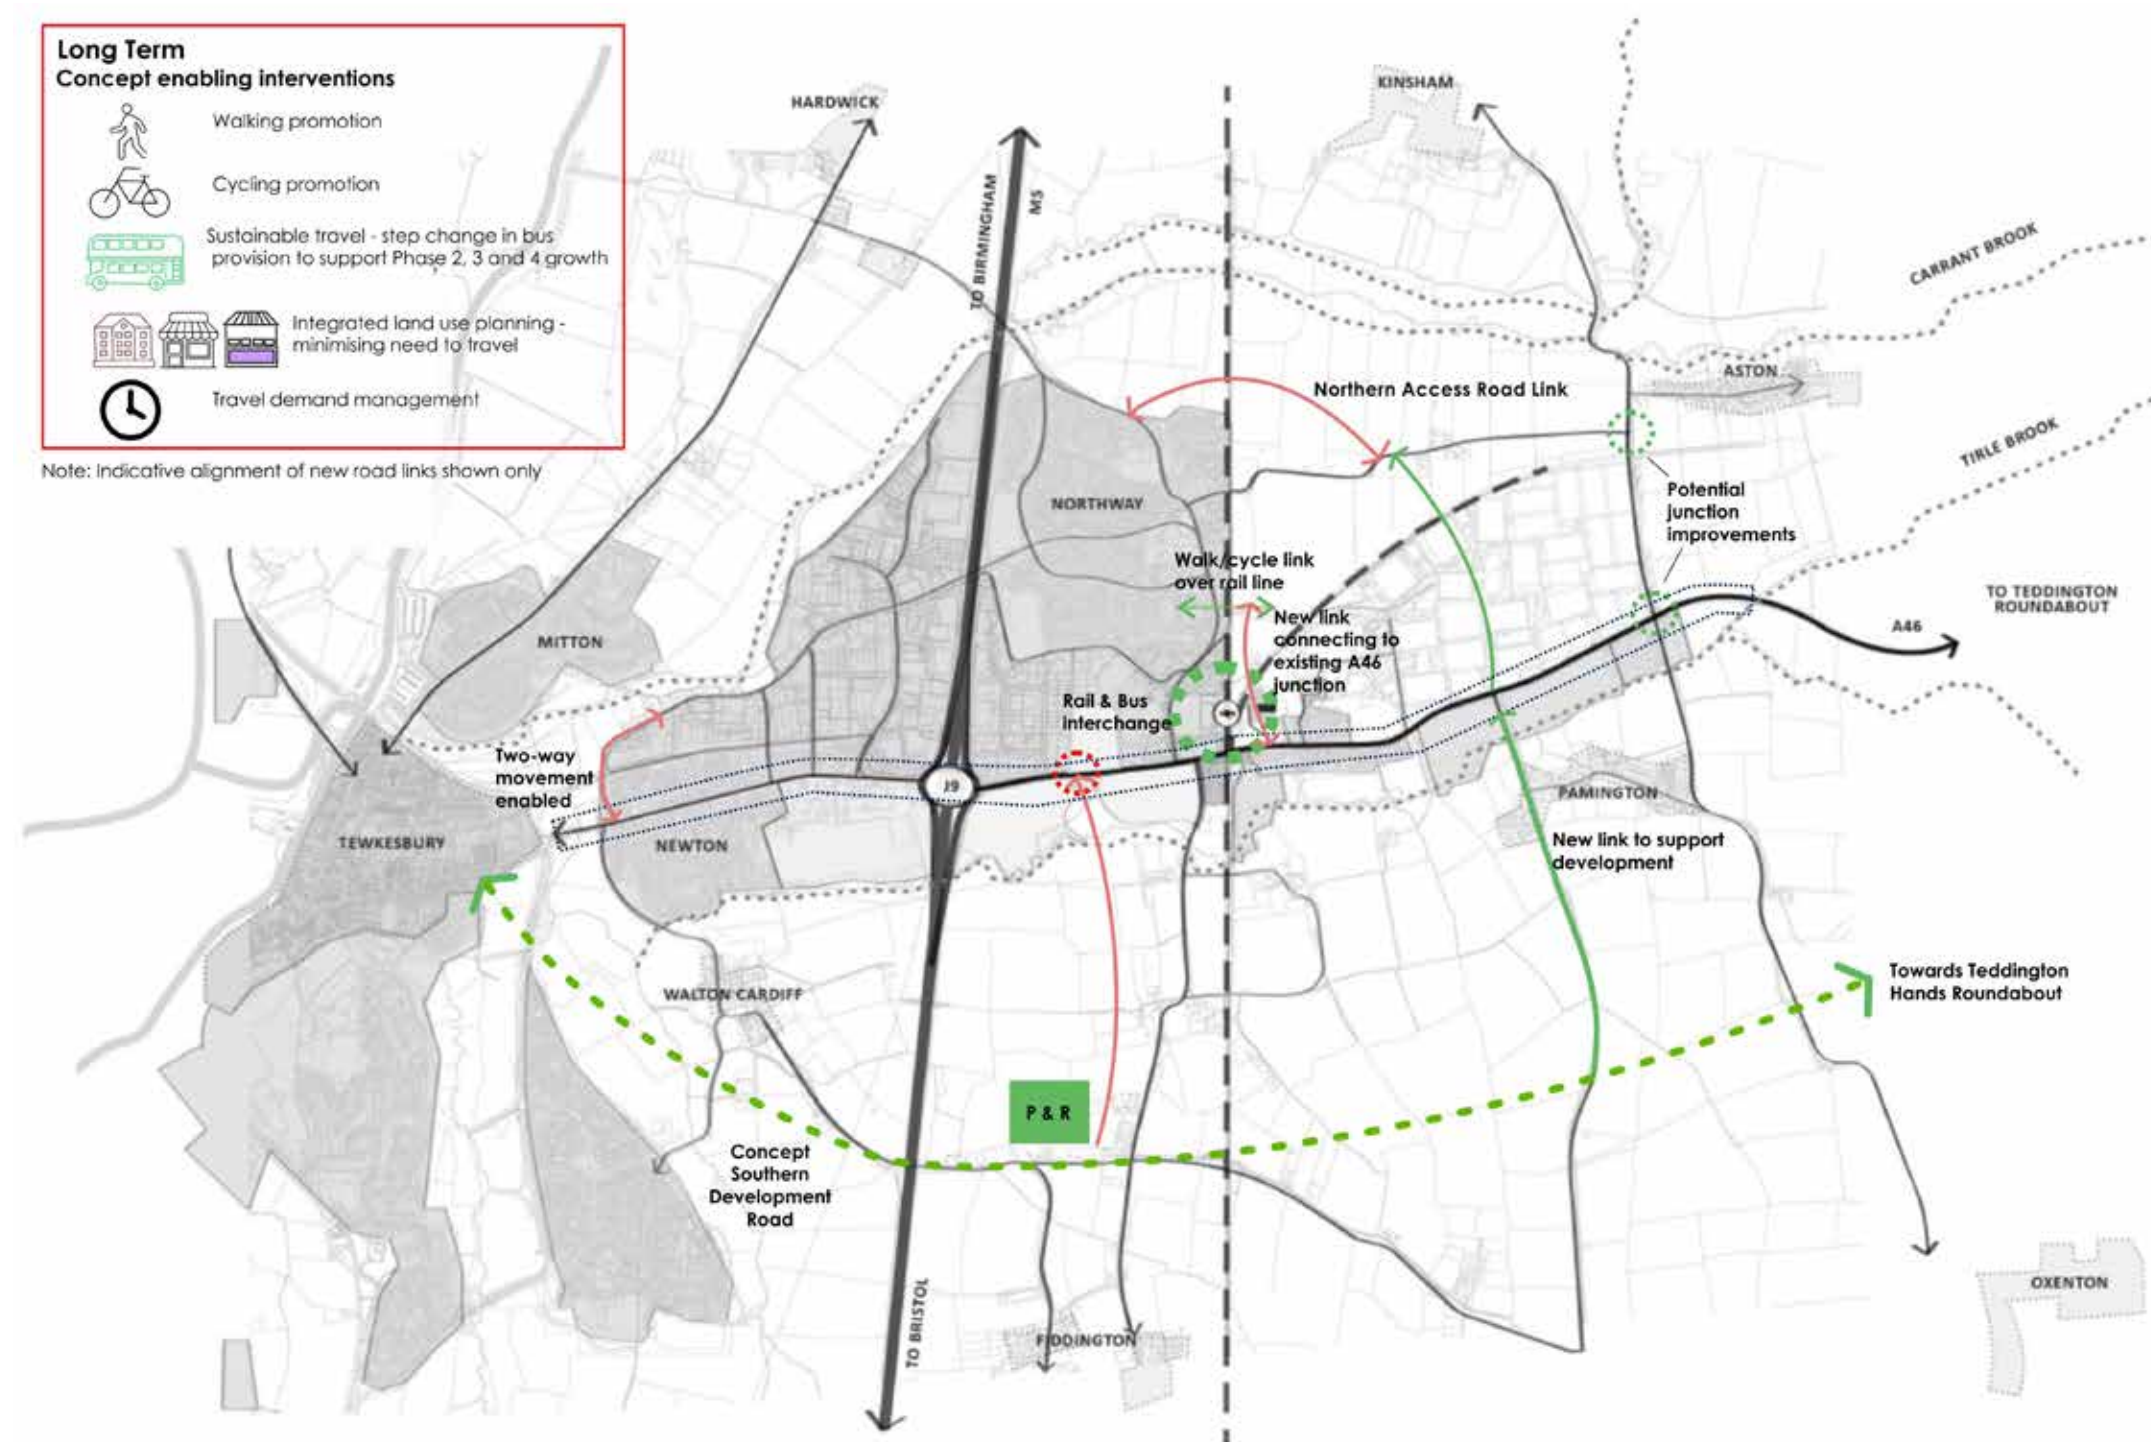 Long Term
Concept enabling interventions
Walking promotion
Cycling promotion
Sustainable travel - step change in bus
provision to support Phase 2, 3 and 4 growth
Integrated land use planning -
minimising need to travel
Travel demand management
Note: Indicative alignment of new road links shown only
HARDWICK
KINSHAM
TO BIRMINGHAM
M5
CARRANT BROOK
ASTON
Northern Access Road Link
TIRLE BROOK
NORTHWAY
Potential
junction
improvements
Walk/cycle link
over rail line
TO TEDDINGTON
ROUNDABOUT
A46
New link
connecting to
existing A46
junction
MITTON
Rail & Bus
Interchange
Two-way
movement
enabled
J9
PAMINGTON
TEWKESBURY
NEWTON
New link to support
development
WALTON CARDIFF
Towards Teddington
Hands Roundabout
P & R
Concept
Southern
Development
Road
TO BRISTOL
FIDDINGTON
OXENTON